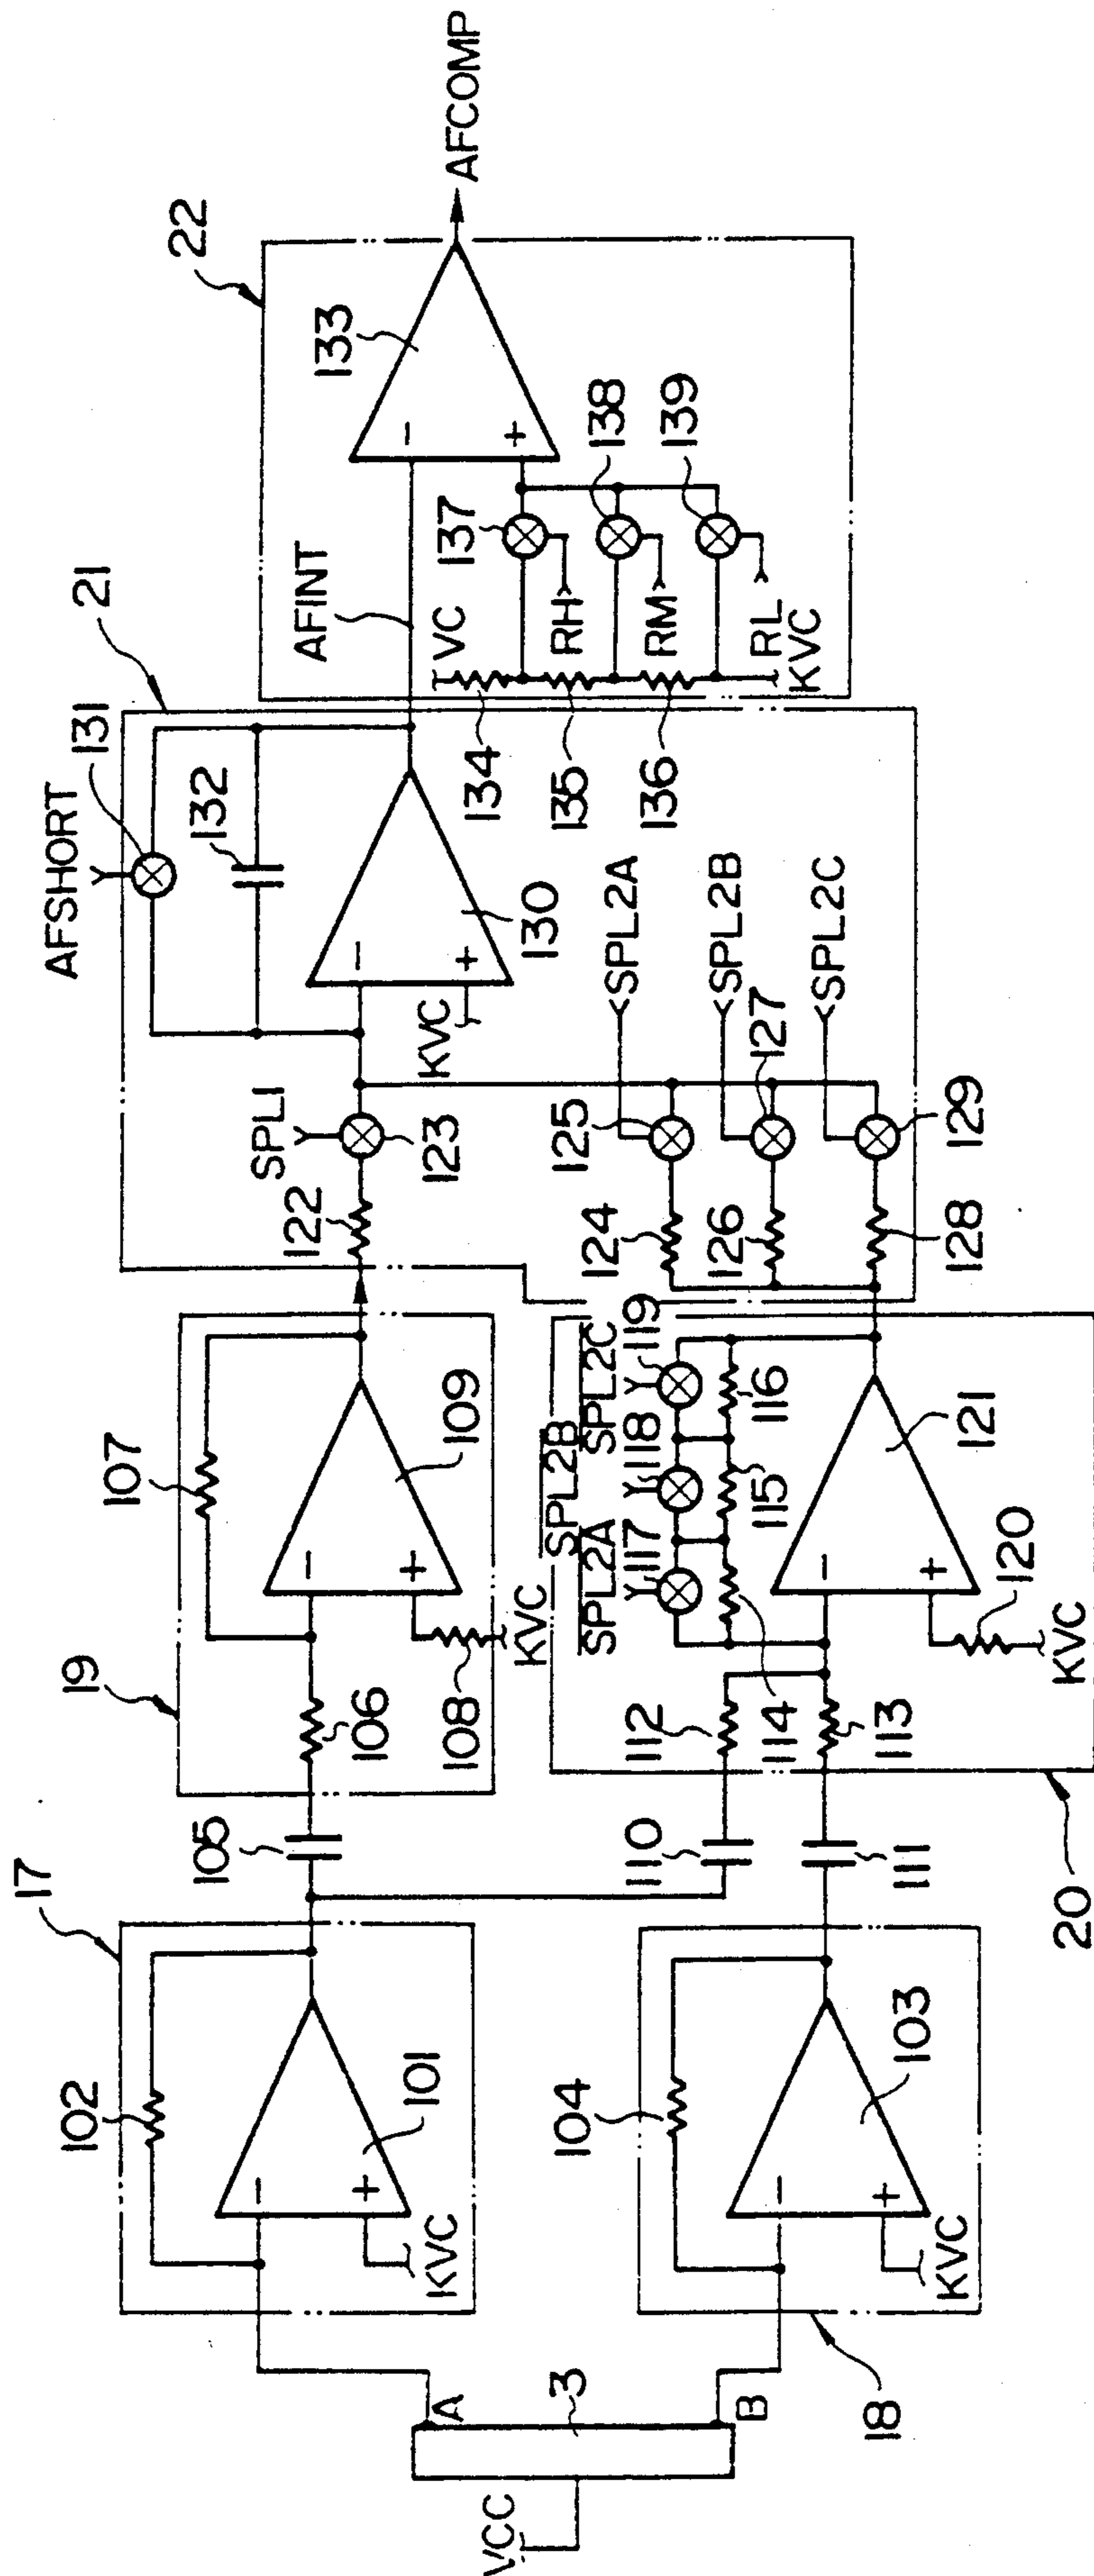 VCC
3
A
B
17
102
101
KVC
18
104
103
KVC
105
110
111
19
107
106
109
108
KVC
20
112
113
114
115
116
SPL2A
SPL2B
SPL2C
117
118
119
121
120
KVC
21
AFSHORT
131
132
SPL1
122
123
130
KVC
124
125
126
127
128
129
SPL2A
SPL2B
SPL2C
22
AFINT
133
VC
134
135
136
137
138
139
RH
RM
RL
KVC
AFCOMP